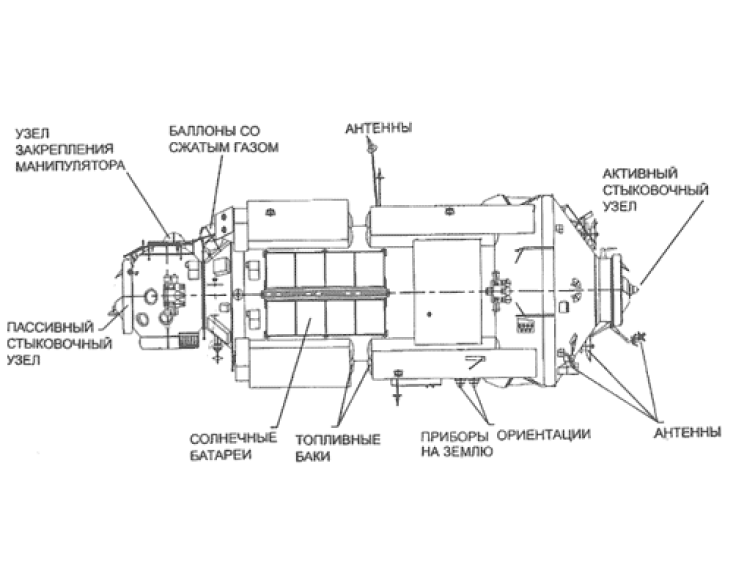 УЗЕЛ
ЗАКРЕПЛЕНИЯ
МАНИПУЛЯТОРА
БАЛЛОНЫ СО
СЖАТЫМ ГАЗОМ
АНТЕННЫ
АКТИВНЫЙ
СТЫКОВОЧНЫЙ
УЗЕЛ
ПАССИВНЫЙ
СТЫКОВОЧНЫЙ
УЗЕЛ
СОЛНЕЧНЫЕ
БАТАРЕИ
ТОПЛИВНЫЕ
БАКИ
ПРИБОРЫ ОРИЕНТАЦИИ
НА ЗЕМЛЮ
АНТЕННЫ